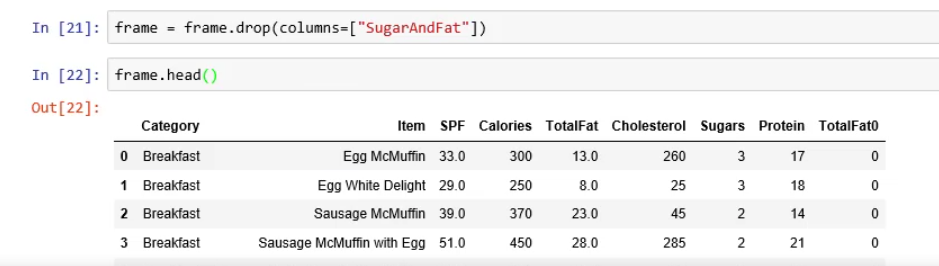 In [21]: frame = frame.drop(columns=["SugarAndFat"])
In [22]: frame.head()
Out[22]:
Category Item SPF Calories TotalFat Cholesterol Sugars Protein TotalFat0
0 Breakfast Egg McMuffin 33.0 300 13.0 260 3 17 0
1 Breakfast Egg White Delight 29.0 250 8.0 25 3 18 0
2 Breakfast Sausage McMuffin 39.0 370 23.0 45 2 14 0
3 Breakfast Sausage McMuffin with Egg 51.0 450 28.0 285 2 21 0